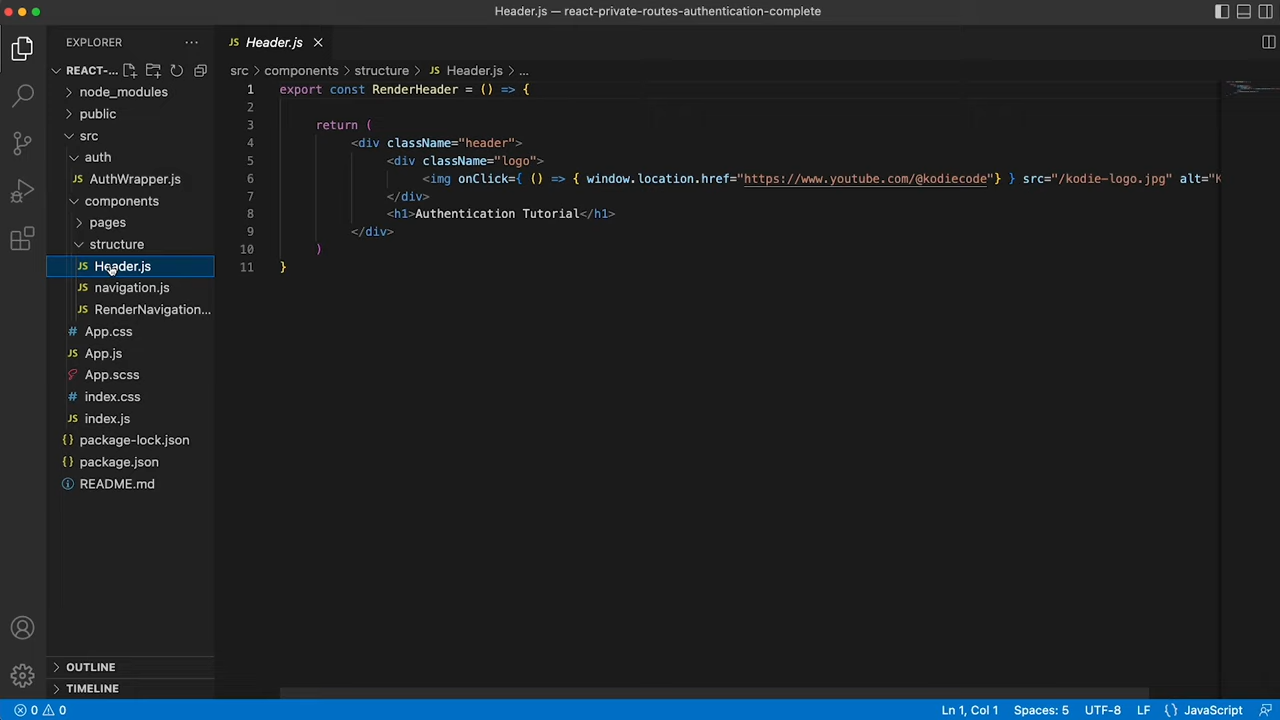 Header.js — react-private-routes-authentication-complete
EXPLORER
REACT-...
node_modules
public
src
auth
AuthWrapper.js
components
pages
structure
Header.js
navigation.js
RenderNavigation...
App.css
App.js
App.scss
index.css
index.js
package-lock.json
package.json
README.md
OUTLINE
TIMELINE
JS Header.js
src > components > structure > JS Header.js > ...
1 export const RenderHeader = () => {
2
3 return (
4 <div className="header">
5 <div className="logo">
6 <img onClick={ () => { window.location.href="https://www.youtube.com/@kodiecode"} } src="/kodie-logo.jpg" alt="K
7 </div>
8 <h1>Authentication Tutorial</h1>
9 </div>
10 )
11 }
0 0
Ln 1, Col 1 Spaces: 5 UTF-8 LF {} JavaScript